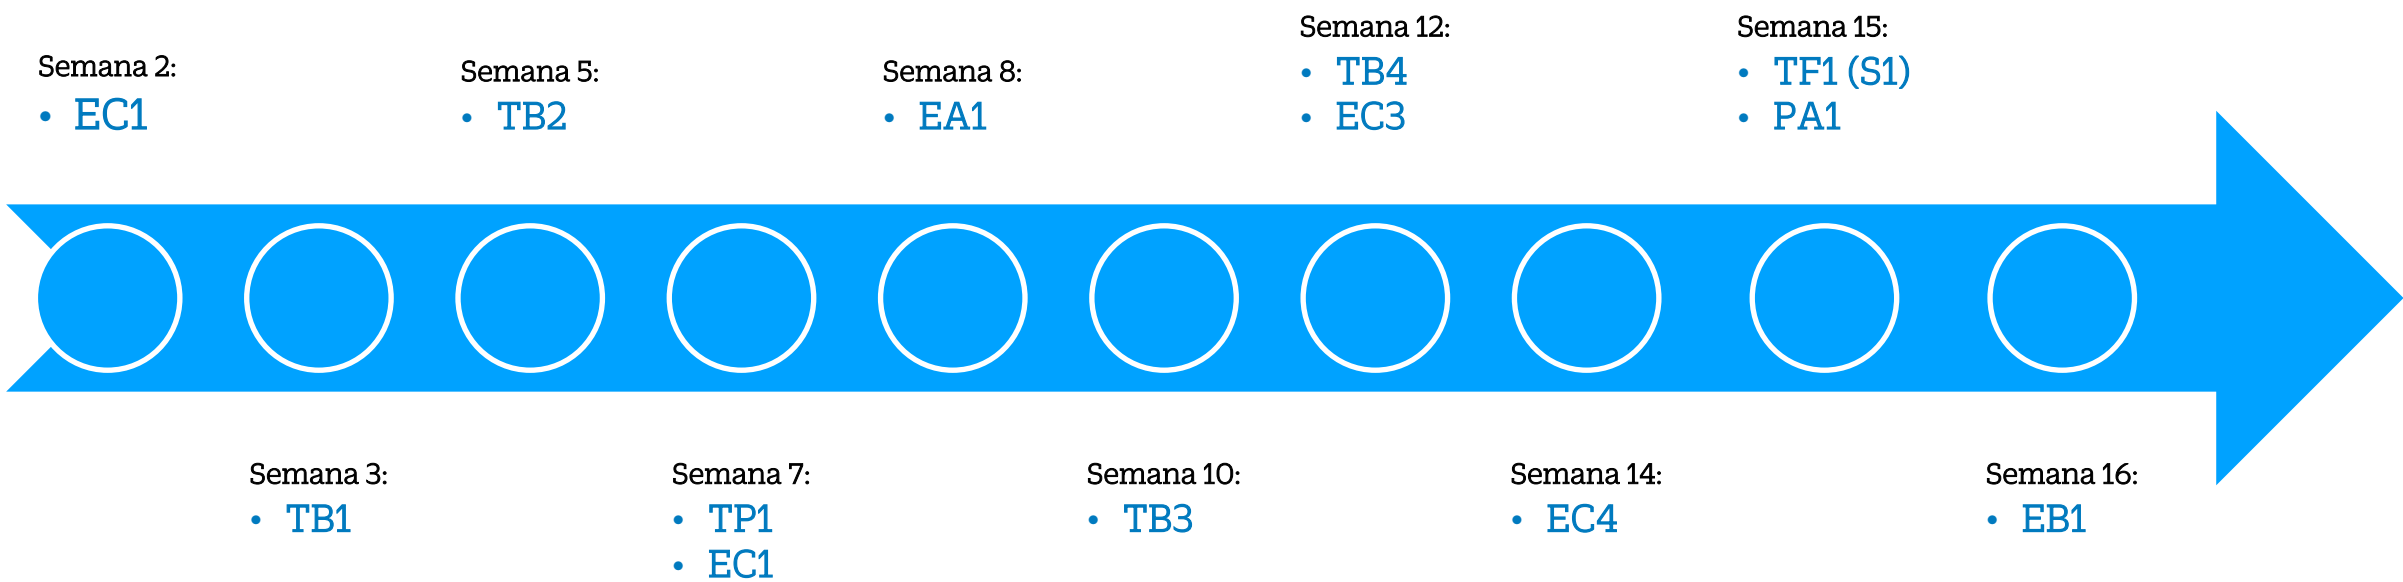 Semana 2:
• EC1
Semana 3:
• TB1
Semana 5:
• TB2
Semana 7:
• TP1
• EC1
Semana 8:
• EA1
Semana 10:
• TB3
Semana 12:
• TB4
• EC3
Semana 14:
• EC4
Semana 15:
• TF1 (S1)
• PA1
Semana 16:
• EB1